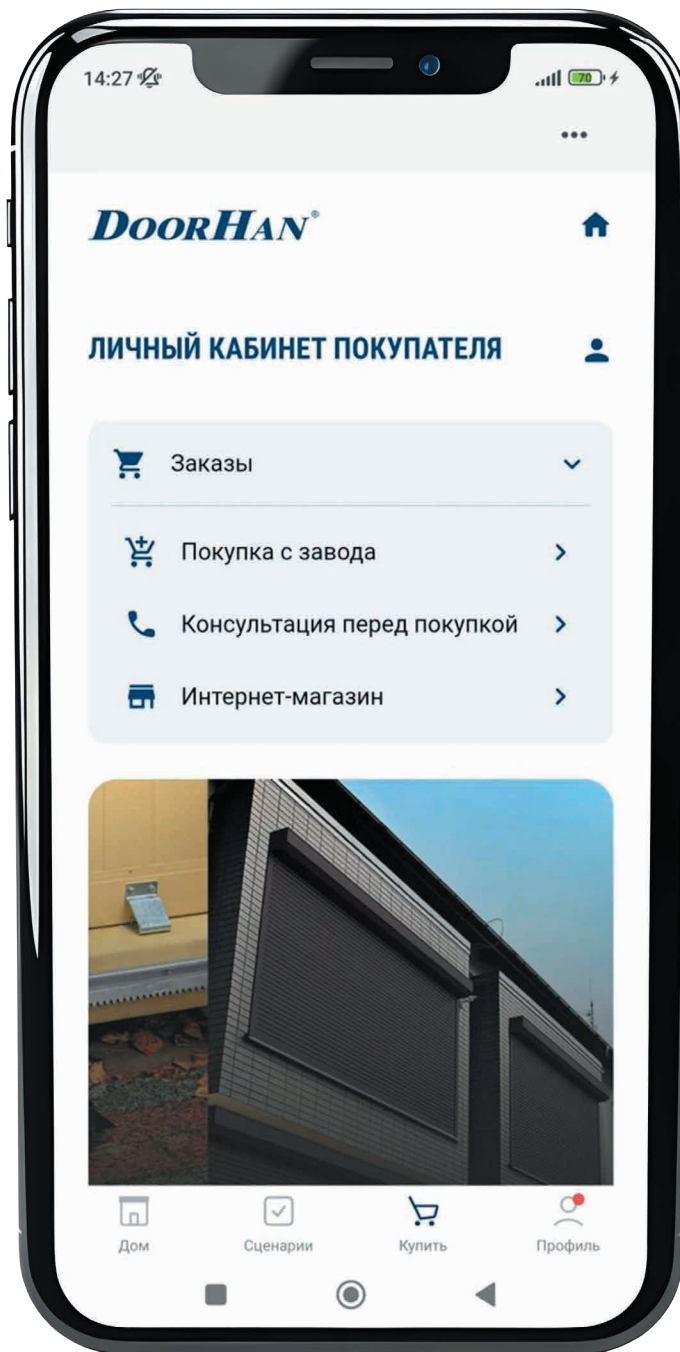 14:27
70
DOORHAN®
ЛИЧНЫЙ КАБИНЕТ ПОКУПАТЕЛЯ
Заказы
Покупка с завода
Консультация перед покупкой
Интернет-магазин
Дом
Сценарии
Купить
Профиль